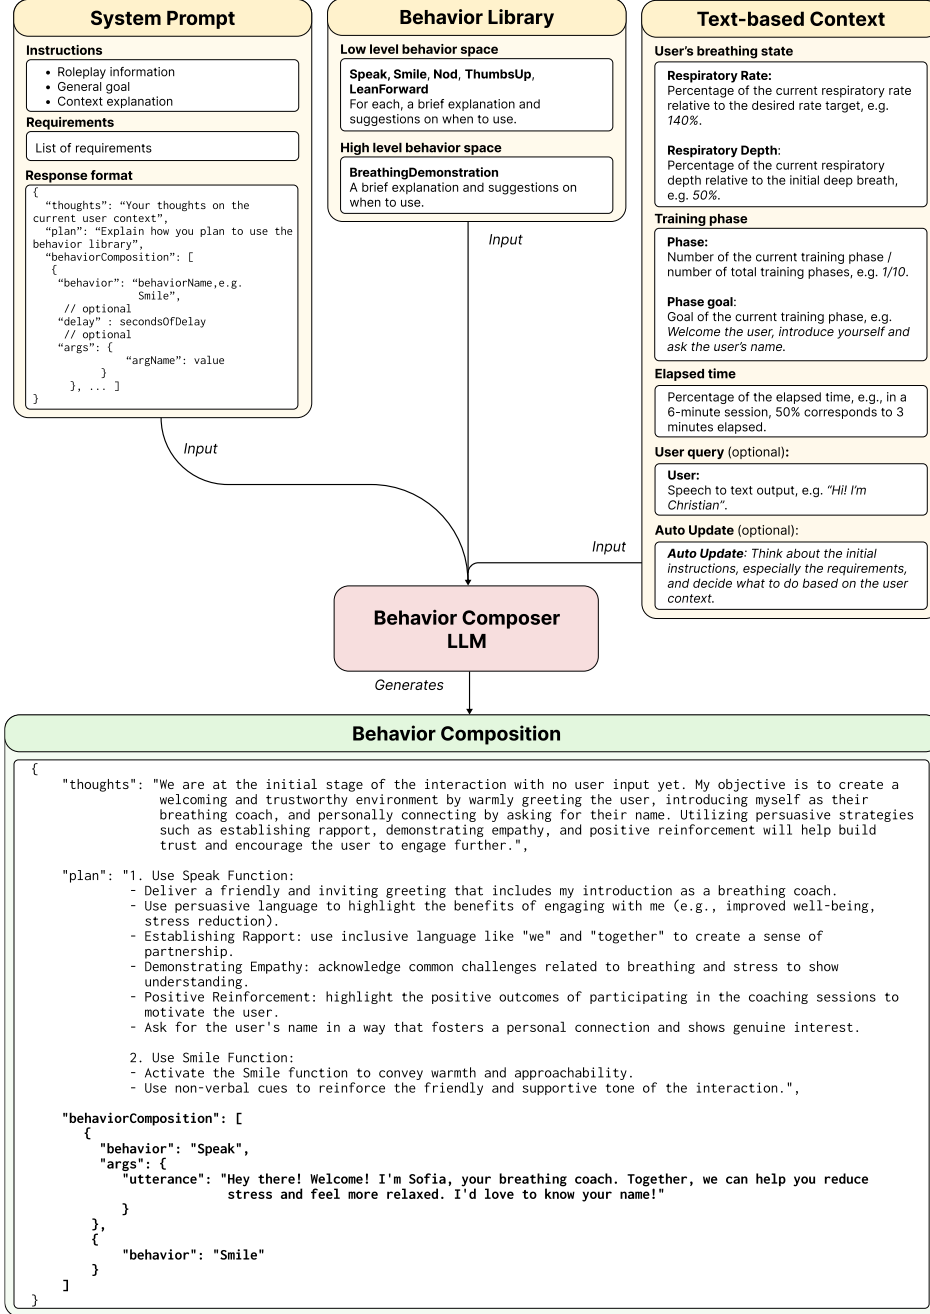 System Prompt
Instructions
• Roleplay information
• General goal
• Context explanation
Requirements
List of requirements
Response format
{
“thoughts”: “Your thoughts on the
current user context”,
“plan”: “Explain how you plan to use the
behavior library”,
“behaviorComposition”: [
{
“behavior”: “behaviorName,e.g.
Smile”,
// optional
“delay” : secondsOfDelay
// optional
“args”: {
“argName”: value
}
}, ... ]
}
Behavior Library
Low level behavior space
Speak, Smile, Nod, ThumbsUp,
LeanForward
For each, a brief explanation and
suggestions on when to use.
High level behavior space
BreathingDemonstration
A brief explanation and suggestions on
when to use.
Text-based Context
User’s breathing state
Respiratory Rate:
Percentage of the current respiratory rate
relative to the desired rate target, e.g.
140%.
Respiratory Depth:
Percentage of the current respiratory
depth relative to the initial deep breath,
e.g. 50%.
Training phase
Phase:
Number of the current training phase /
number of total training phases, e.g. 1/10.
Phase goal:
Goal of the current training phase, e.g.
Welcome the user, introduce yourself and
ask the user’s name.
Elapsed time
Percentage of the elapsed time, e.g., in a
6-minute session, 50% corresponds to 3
minutes elapsed.
User query (optional):
User:
Speech to text output, e.g. “Hi! I’m
Christian”.
Auto Update (optional):
Auto Update: Think about the initial
instructions, especially the requirements,
and decide what to do based on the user
context.
Input
Input
Input
Behavior Composer
LLM
Generates
Behavior Composition
{
"thoughts": "We are at the initial stage of the interaction with no user input yet. My objective is to create a
welcoming and trustworthy environment by warmly greeting the user, introducing myself as their
breathing coach, and personally connecting by asking for their name. Utilizing persuasive strategies
such as establishing rapport, demonstrating empathy, and positive reinforcement will help build
trust and encourage the user to engage further.",
"plan": "1. Use Speak Function:
- Deliver a friendly and inviting greeting that includes my introduction as a breathing coach.
- Use persuasive language to highlight the benefits of engaging with me (e.g., improved well-being,
stress reduction).
- Establishing Rapport: use inclusive language like "we" and "together" to create a sense of
partnership.
- Demonstrating Empathy: acknowledge common challenges related to breathing and stress to show
understanding.
- Positive Reinforcement: highlight the positive outcomes of participating in the coaching sessions to
motivate the user.
- Ask for the user's name in a way that fosters a personal connection and shows genuine interest.
2. Use Smile Function:
- Activate the Smile function to convey warmth and approachability.
- Use non-verbal cues to reinforce the friendly and supportive tone of the interaction.",
"behaviorComposition": [
{
"behavior": "Speak",
"args": {
"utterance": "Hey there! Welcome! I'm Sofia, your breathing coach. Together, we can help you reduce
stress and feel more relaxed. I'd love to know your name!"
}
},
{
"behavior": "Smile"
}
]
}